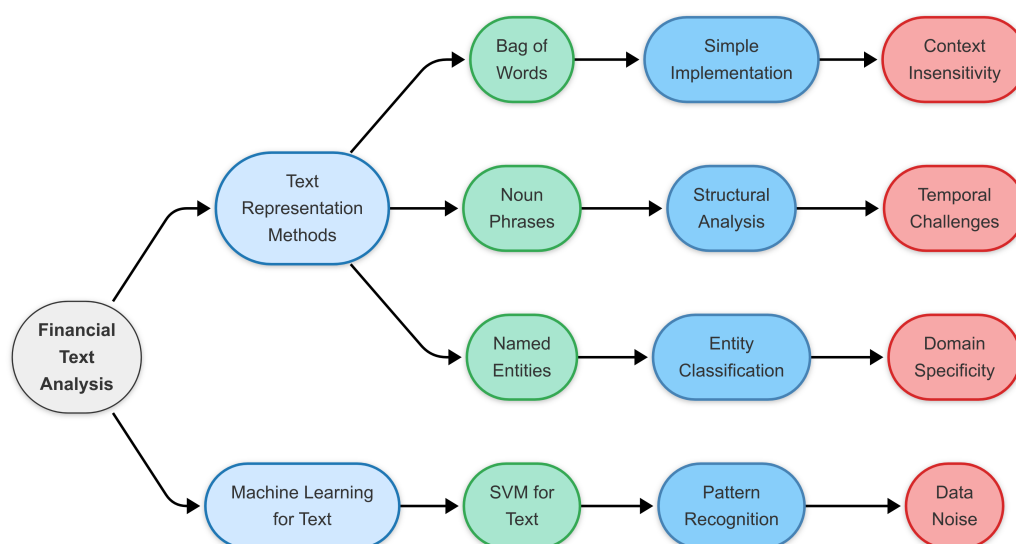 Bag of
Words
Simple
Implementation
Context
Insensitivity
Text
Representation
Methods
Noun
Phrases
Structural
Analysis
Temporal
Challenges
Financial
Text
Analysis
Named
Entities
Entity
Classification
Domain
Specificity
Machine Learning
for Text
SVM for
Text
Pattern
Recognition
Data
Noise